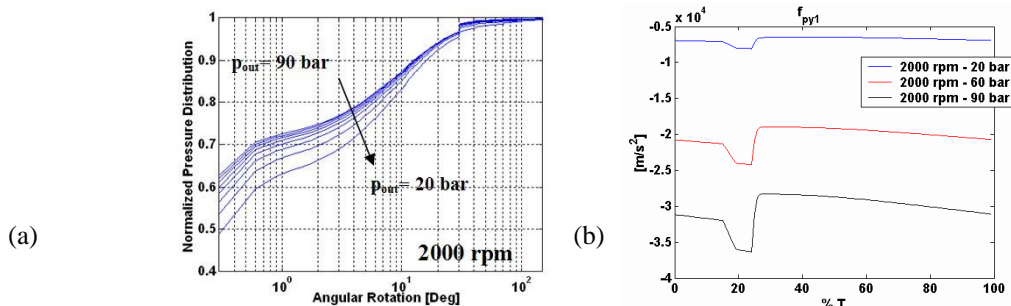 (a)
Normalized Pressure Distribution
1
0.9
0.8
0.7
0.6
0.5
0.4
pout= 90 bar
pout= 20 bar
2000 rpm
10^0
10^1
10^2
Angular Rotation [Deg]
(b)
x 10^4
fpy1
[m/s^2]
-0.5
-1
-1.5
-2
-2.5
-3
-3.5
-4
2000 rpm - 20 bar
2000 rpm - 60 bar
2000 rpm - 90 bar
0
20
40
60
80
100
% T